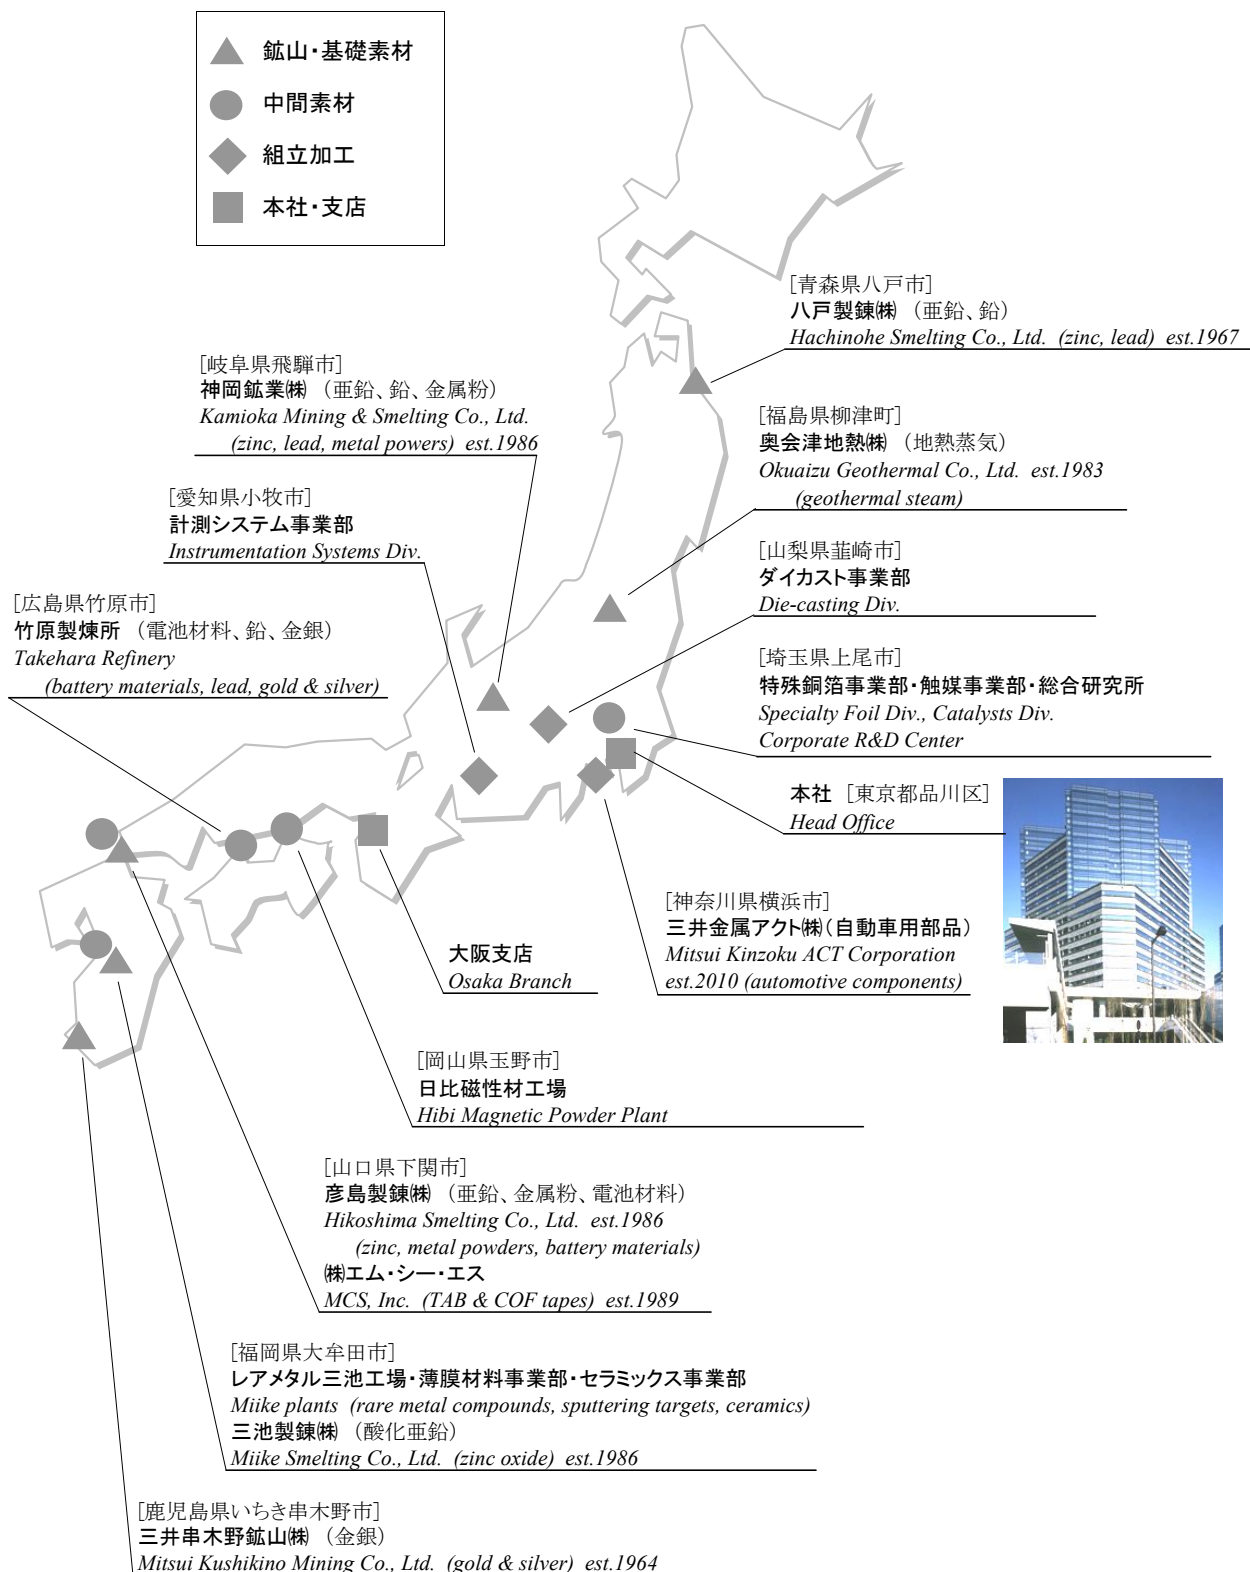 鉱山・基礎素材
中間素材
組立加工
本社・支店
[青森県八戸市]
八戸製錬㈱ （亜鉛、鉛）
Hachinohe Smelting Co., Ltd. (zinc, lead) est.1967
[岐阜県飛騨市]
神岡鉱業㈱ （亜鉛、鉛、金属粉）
Kamioka Mining & Smelting Co., Ltd.
(zinc, lead, metal powers) est.1986
[福島県柳津町]
奥会津地熱㈱ （地熱蒸気）
Okuaizu Geothermal Co., Ltd. est.1983
(geothermal steam)
[愛知県小牧市]
計測システム事業部
Instrumentation Systems Div.
[山梨県韮崎市]
ダイカスト事業部
Die-casting Div.
[広島県竹原市]
竹原製煉所 （電池材料、鉛、金銀）
Takehara Refinery
(battery materials, lead, gold & silver)
[埼玉県上尾市]
特殊銅箔事業部・触媒事業部・総合研究所
Specialty Foil Div., Catalysts Div.
Corporate R&D Center
本社 [東京都品川区]
Head Office
[神奈川県横浜市]
三井金属アクト㈱（自動車用部品）
Mitsui Kinzoku ACT Corporation
est.2010 (automotive components)
大阪支店
Osaka Branch
[岡山県玉野市]
日比磁性材工場
Hibi Magnetic Powder Plant
[山口県下関市]
彦島製錬㈱ （亜鉛、金属粉、電池材料）
Hikoshima Smelting Co., Ltd. est.1986
(zinc, metal powders, battery materials)
㈱エム・シー・エス
MCS, Inc. (TAB & COF tapes) est.1989
[福岡県大牟田市]
レアメタル三池工場・薄膜材料事業部・セラミックス事業部
Miike plants (rare metal compounds, sputtering targets, ceramics)
三池製錬㈱ （酸化亜鉛）
Miike Smelting Co., Ltd. (zinc oxide) est.1986
[鹿児島県いちき串木野市]
三井串木野鉱山㈱ （金銀）
Mitsui Kushikino Mining Co., Ltd. (gold & silver) est.1964